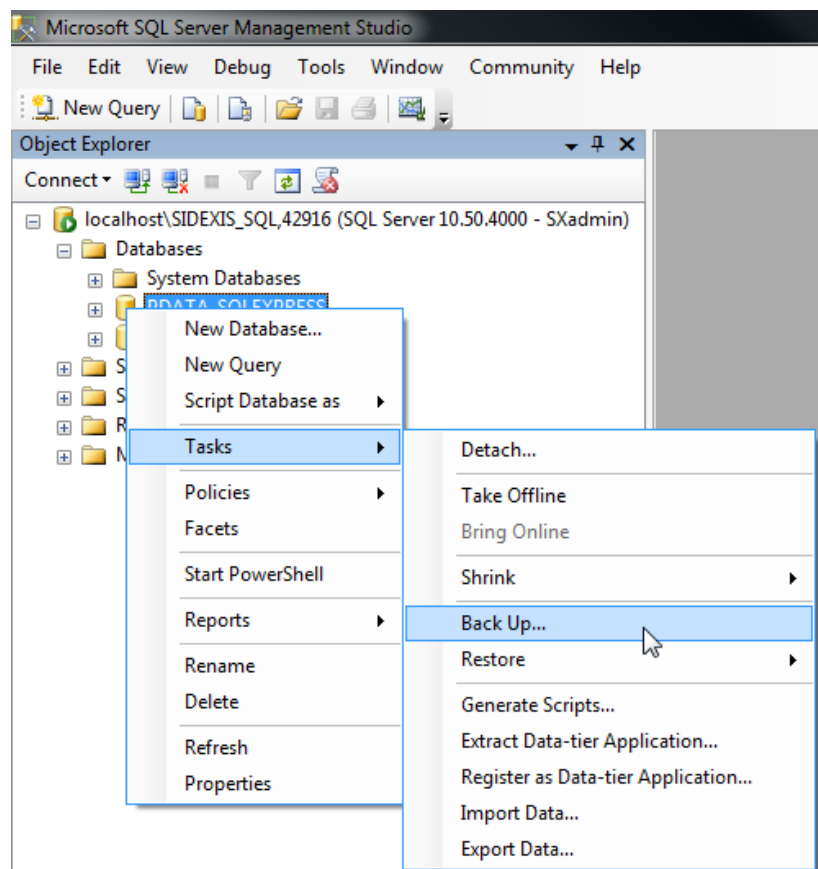 Microsoft SQL Server Management Studio
File Edit View Debug Tools Window Community Help
New Query
Object Explorer
Connect
localhost\SIDEXIS_SQL,42916 (SQL Server 10.50.4000 - SXadmin)
Databases
System Databases
PDATA_SQLEXPRESS
S
S
R
M
New Database...
New Query
Script Database as
Tasks
Policies
Facets
Start PowerShell
Reports
Rename
Delete
Refresh
Properties
Detach...
Take Offline
Bring Online
Shrink
Back Up...
Restore
Generate Scripts...
Extract Data-tier Application...
Register as Data-tier Application...
Import Data...
Export Data...